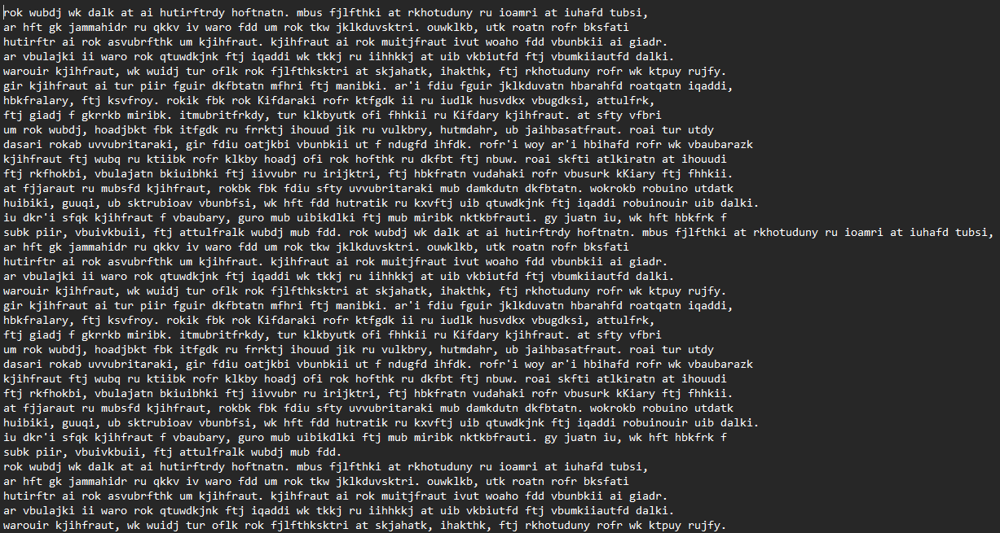 rok wubdj wk dalk at ai hutirftrdy hoftnatn. mbus fjlfthki at rkhotuduny ru ioamri at iuhafd tubsi,
ar hft gk jammahidr ru qkkv iv waro fdd um rok tkw jklkduvsktri. ouwklkb, utk roatn rofr bksfati
hutirftr ai rok asvubrfthk um kjihfraut. kjihfraut ai rok muitjfraut ivut woaho fdd vbunbkii ai giadr.
ar vbulajki ii waro rok qtuwdkjnk ftj iqaddi wk tkkj ru iihhkkj at uib vkbiutfd ftj vbumkiiautfd dalki.
warouir kjihfraut, wk wuidj tur oflk rok fjlfthksktri at skjahatk, ihakthk, ftj rkhotuduny rofr wk ktpuy rujfy.
gir kjihfraut ai tur piir fguir dkfbtatn mfhri ftj manibki. ar'i fdiu fguir jklkduvatn hbarahfd roatqatn iqaddi,
hbkfralary, ftj ksvfroy. rokik fbk rok Kifdaraki rofr ktfgdk ii ru iudlk husvdkx vbugdksi, attulfrk,
ftj giadj f gkrrkb miribk. itmubritfrkdy, tur klkbyutk ofi fhhkii ru Kifdary kjihfraut. at sfty vfbri
um rok wubdj, hoadjbkt fbk itfgdk ru frrktj ihouud jik ru vulkbry, hutmdahr, ub jaihbasatfraut. roai tur utdy
dasari rokab uvvubritaraki, gir fdiu oatjkbi vbunbkii ut f ndugfd ihfdk. rofr'i woy ar'i hbihafd rofr wk vbaubarazk
kjihfraut ftj wubq ru ktiibk rofr klkby hoadj ofi rok hofthk ru dkfbt ftj nbuw. roai skfti atlkiratn at ihouudi
ftj rkfhokbi, vbulajatn bkiuibhki ftj iivvubr ru irijktri, ftj hbkfratn vudahaki rofr vbusurk kKiary ftj fhhkii.
at fjjaraut ru mubsfd kjihfraut, rokbk fbk fdiu sfty uvvubritaraki mub damkdutn dkfbtatn. wokrokb robuino utdatk
huibiki, guuqi, ub sktrubioav vbunbfsi, wk hft fdd hutratik ru kxvftj uib qtuwdkjnk ftj iqaddi robuinouir uib dalki.
iu dkr'i sfqk kjihfraut f vbaubary, guro mub uibikdlki ftj mub miribk nktkbfrauti. gy juatn iu, wk hft hbkfrk f
subk piir, vbuivkbuii, ftj attulfralk wubdj mub fdd. rok wubdj wk dalk at ai hutirftrdy hoftnatn. mbus fjlfthki at rkhotuduny ru ioamri at iuhafd tubsi,
ar hft gk jammahidr ru qkkv iv waro fdd um rok tkw jklkduvsktri. ouwklkb, utk roatn rofr bksfati
hutirftr ai rok asvubrfthk um kjihfraut. kjihfraut ai rok muitjfraut ivut woaho fdd vbunbkii ai giadr.
ar vbulajki ii waro rok qtuwdkjnk ftj iqaddi wk tkkj ru iihhkkj at uib vkbiutfd ftj vbumkiiautfd dalki.
warouir kjihfraut, wk wuidj tur oflk rok fjlfthksktri at skjahatk, ihakthk, ftj rkhotuduny rofr wk ktpuy rujfy.
gir kjihfraut ai tur piir fguir dkfbtatn mfhri ftj manibki. ar'i fdiu fguir jklkduvatn hbarahfd roatqatn iqaddi,
hbkfralary, ftj ksvfroy. rokik fbk rok Kifdaraki rofr ktfgdk ii ru iudlk husvdkx vbugdksi, attulfrk,
ftj giadj f gkrrkb miribk. itmubritfrkdy, tur klkbyutk ofi fhhkii ru Kifdary kjihfraut. at sfty vfbri
um rok wubdj, hoadjbkt fbk itfgdk ru frrktj ihouud jik ru vulkbry, hutmdahr, ub jaihbasatfraut. roai tur utdy
dasari rokab uvvubritaraki, gir fdiu oatjkbi vbunbkii ut f ndugfd ihfdk. rofr'i woy ar'i hbihafd rofr wk vbaubarazk
kjihfraut ftj wubq ru ktiibk rofr klkby hoadj ofi rok hofthk ru dkfbt ftj nbuw. roai skfti atlkiratn at ihouudi
ftj rkfhokbi, vbulajatn bkiuibhki ftj iivvubr ru irijktri, ftj hbkfratn vudahaki rofr vbusurk kKiary ftj fhhkii.
at fjjaraut ru mubsfd kjihfraut, rokbk fbk fdiu sfty uvvubritaraki mub damkdutn dkfbtatn. wokrokb robuino utdatk
huibiki, guuqi, ub sktrubioav vbunbfsi, wk hft fdd hutratik ru kxvftj uib qtuwdkjnk ftj iqaddi robuinouir uib dalki.
iu dkr'i sfqk kjihfraut f vbaubary, guro mub uibikdlki ftj mub miribk nktkbfrauti. gy juatn iu, wk hft hbkfrk f
subk piir, vbuivkbuii, ftj attulfralk wubdj mub fdd.
rok wubdj wk dalk at ai hutirftrdy hoftnatn. mbus fjlfthki at rkhotuduny ru ioamri at iuhafd tubsi,
ar hft gk jammahidr ru qkkv iv waro fdd um rok tkw jklkduvsktri. ouwklkb, utk roatn rofr bksfati
hutirftr ai rok asvubrfthk um kjihfraut. kjihfraut ai rok muitjfraut ivut woaho fdd vbunbkii ai giadr.
ar vbulajki ii waro rok qtuwdkjnk ftj iqaddi wk tkkj ru iihhkkj at uib vkbiutfd ftj vbumkiiautfd dalki.
warouir kjihfraut, wk wuidj tur oflk rok fjlfthksktri at skjahatk, ihakthk, ftj rkhotuduny rofr wk ktpuy rujfy.